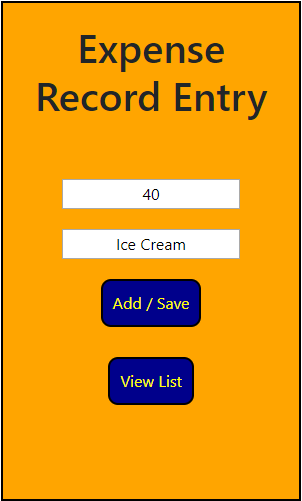 Expense
Record Entry
40
Ice Cream
Add / Save
View List